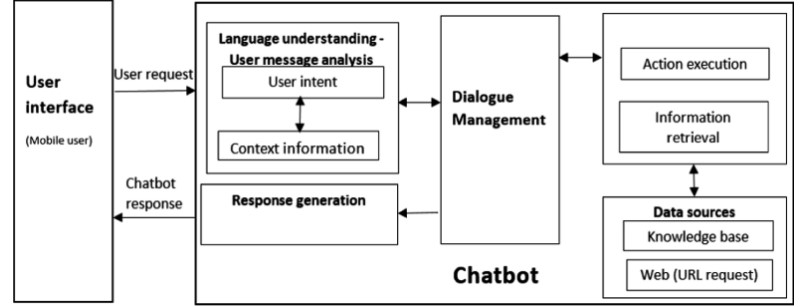 User
interface
(Mobile user)
User request
Chatbot
response
Language understanding -
User message analysis
User intent
Context information
Response generation
Dialogue
Management
Action execution
Information
retrieval
Data sources
Knowledge base
Web (URL request)
Chatbot